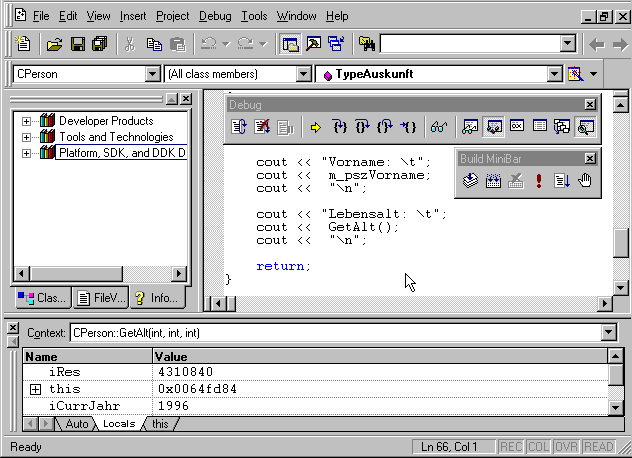 File Edit View Insert Project Debug Tools Window Help
CPerson (All class members) TypeAuskunft
Developer Products
Tools and Technologies
Platform, SDK, and DDK D
Clas... FileV... Info...
Debug
Build MiniBar
cout << "Vorname: \t";
cout << m_pszVorname;
cout << "\n";
cout << "Lebensalt: \t";
cout << GetAlt();
cout << "\n";
return;
}
Context: CPerson::GetAlt(int, int, int)
Name Value
iRes 4310840
this 0x0064fd84
iCurrJahr 1996
Auto Locals this
Ready Ln 66, Col 1 REC COL OVR READ